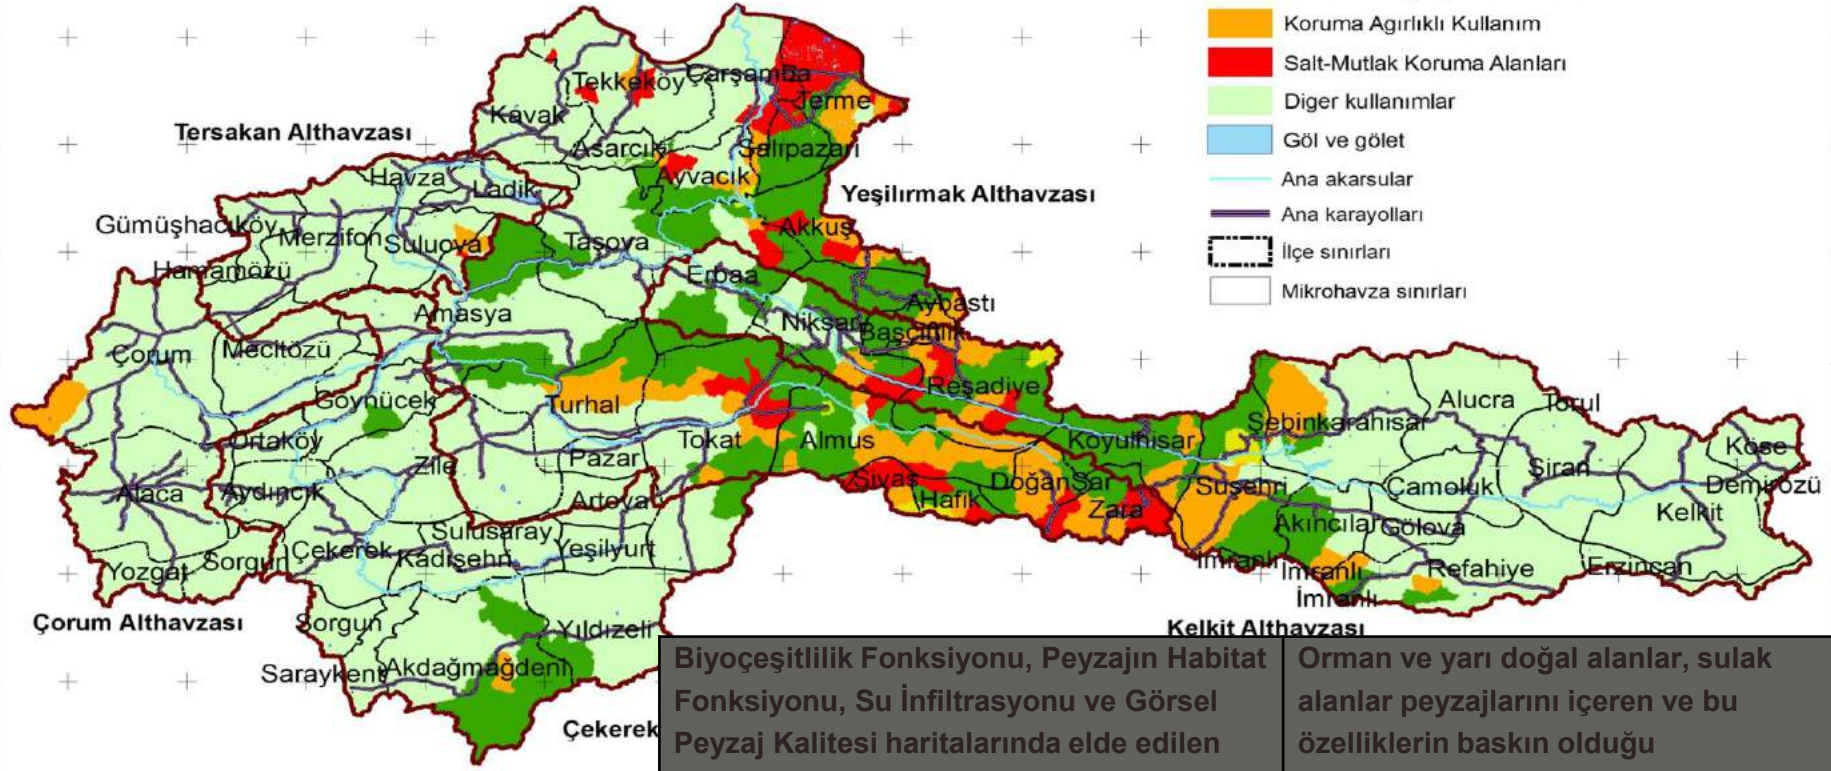 Koruma Agırlıklı Kullanım
Salt-Mutlak Koruma Alanları
Diger kullanımlar
Göl ve gölet
Ana akarsular
Ana karayolları
İlçe sınırları
Mikrohavza sınırları
Tekkeköy
Çarşamba
Terme
Kavak
Tersakan Althavzası
Asarcık
Salıpazarı
Ayvacık
Havza
Ladik
Yeşilırmak Althavzası
Gümüşhacıköy
Merzifon
Suluova
Taşova
Akkuş
Hamamözü
Erbaa
Aybastı
Amasya
Niksar
Başçiftlik
Çorum
Mecitözü
Reşadiye
Göynücek
Turhal
Alucra
Torul
Şebinkarahisar
Ortaköy
Tokat
Almus
Koyulhisar
Köse
Zile
Pazar
Şiran
Alaca
Aydıncık
Artova
Sivas
Hafik
DoğanŞar
Zara
Suşehri
Çamoluk
Demirözü
Kelkit
Akıncılar
Gölova
Sulusaray
Yeşilyurt
Çekerek
Kadışehri
Sorgun
Yozgat
İmranlı
İmranlı
Refahiye
Erzincan
İmranlı
Çorum Althavzası
Sorgun
Yıldızeli
Kelkit Althavzası
Saraykent
Akdağmağdeni
Çekerek
Biyoçeşitlilik Fonksiyonu, Peyzajın Habitat
Fonksiyonu, Su İnfiltrasyonu ve Görsel
Peyzaj Kalitesi haritalarında elde edilen
Orman ve yarı doğal alanlar, sulak
alanlar peyzajlarını içeren ve bu
özelliklerin baskın olduğu